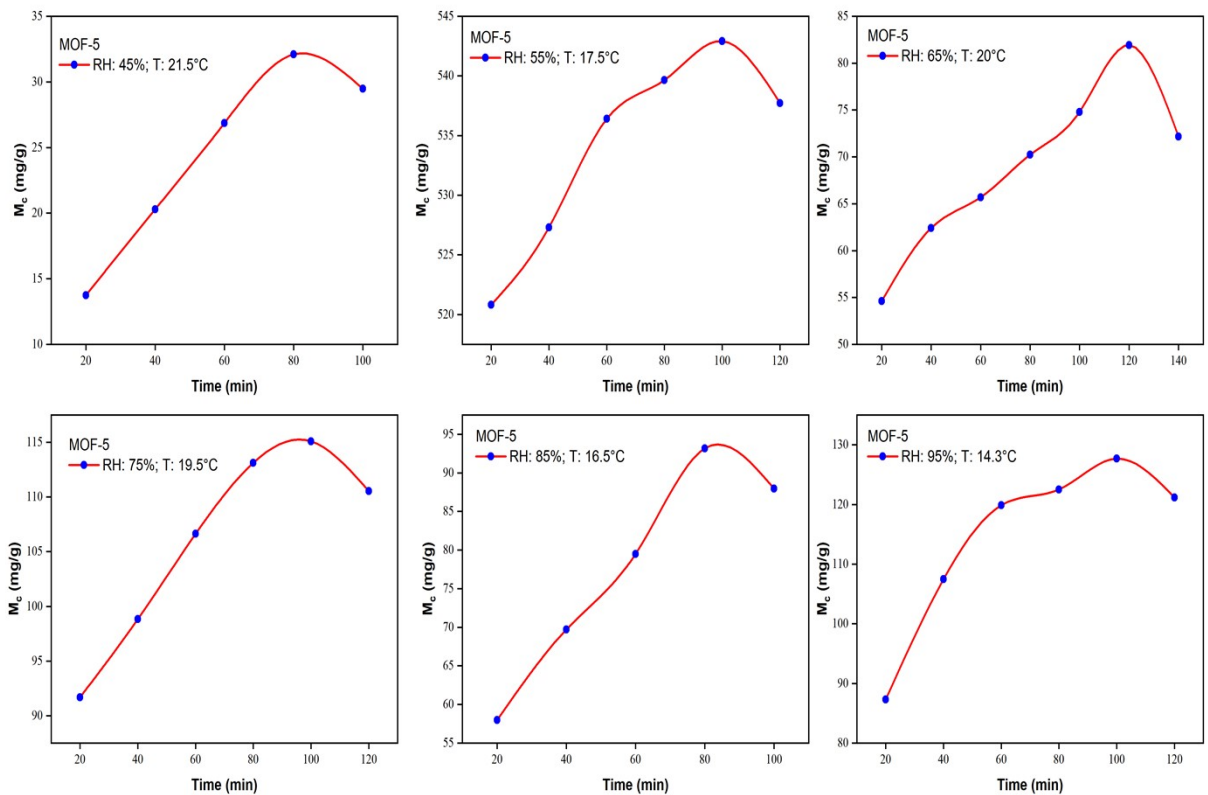 MOF-5
RH: 45%; T: 21.5°C
35
30
25
20
15
10
M_c (mg/g)
20 40 60 80 100
Time (min)
MOF-5
RH: 55%; T: 17.5°C
545
540
535
530
525
520
M_c (mg/g)
20 40 60 80 100 120
Time (min)
MOF-5
RH: 65%; T: 20°C
85
80
75
70
65
60
55
50
M_c (mg/g)
20 40 60 80 100 120 140
Time (min)
MOF-5
RH: 75%; T: 19.5°C
115
110
105
100
95
90
M_c (mg/g)
20 40 60 80 100 120
Time (min)
MOF-5
RH: 85%; T: 16.5°C
95
90
85
80
75
70
65
60
55
M_c (mg/g)
20 40 60 80 100
Time (min)
MOF-5
RH: 95%; T: 14.3°C
130
120
110
100
90
80
M_c (mg/g)
20 40 60 80 100 120
Time (min)